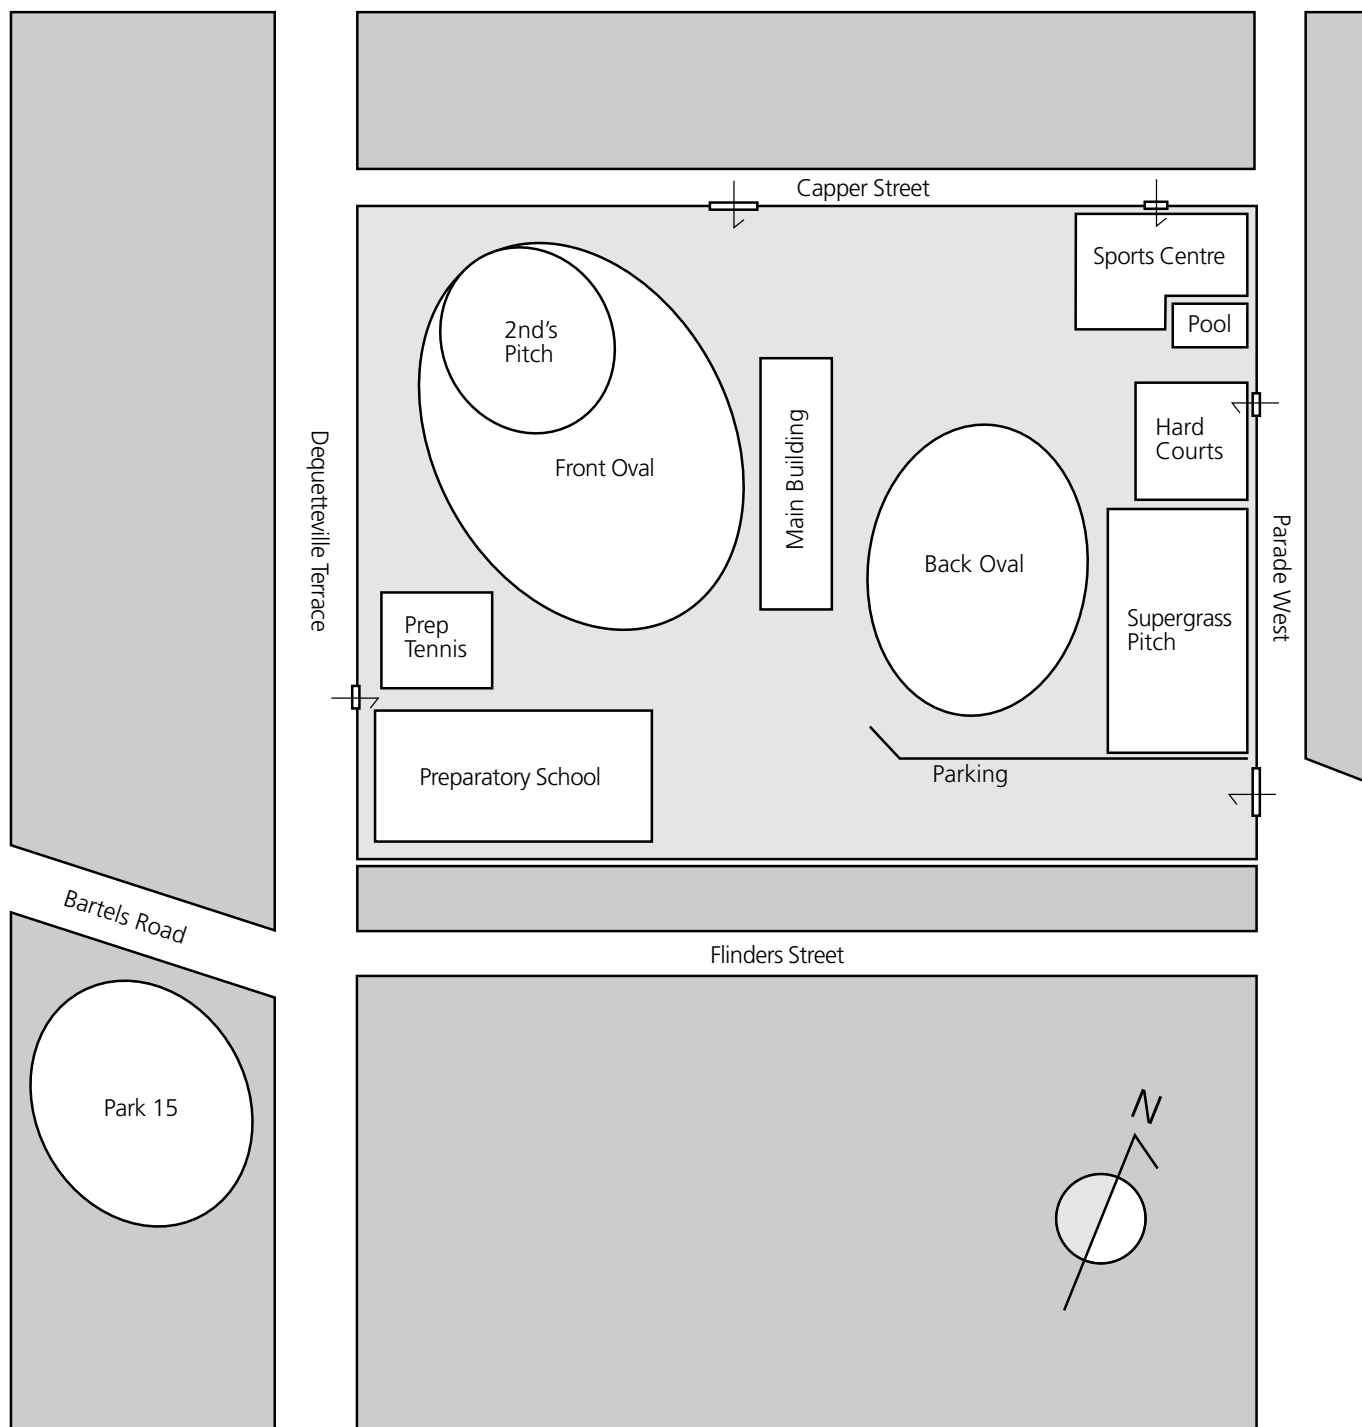 Capper Street
Sports Centre
Pool
2nd's
Pitch
Front Oval
Main Building
Hard
Courts
Dequetteville Terrace
Parade West
Back Oval
Prep
Tennis
Supergrass
Pitch
Preparatory School
Parking
Bartels Road
Flinders Street
Park 15
N